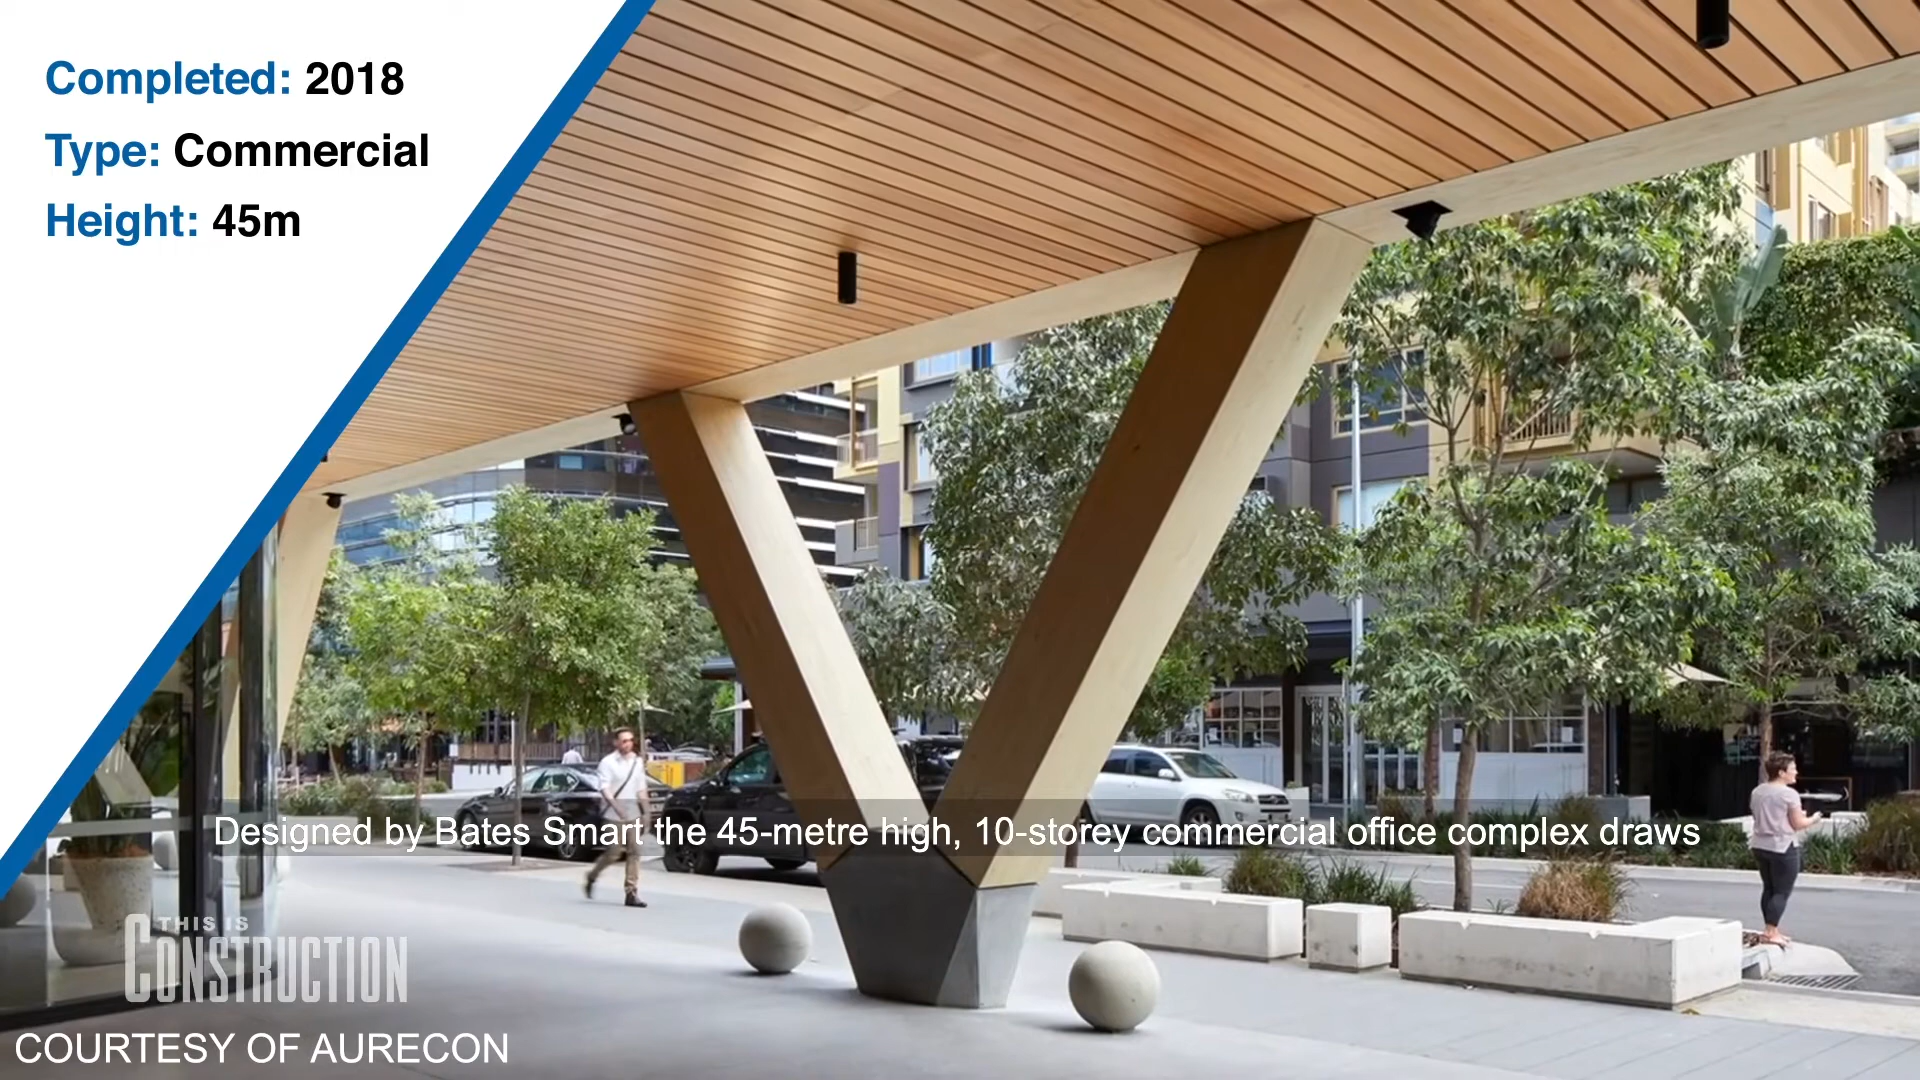 Completed: 2018
Type: Commercial
Height: 45m
Designed by Bates Smart the 45-metre high, 10-storey commercial office complex draws
THIS IS
CONSTRUCTION
COURTESY OF AURECON